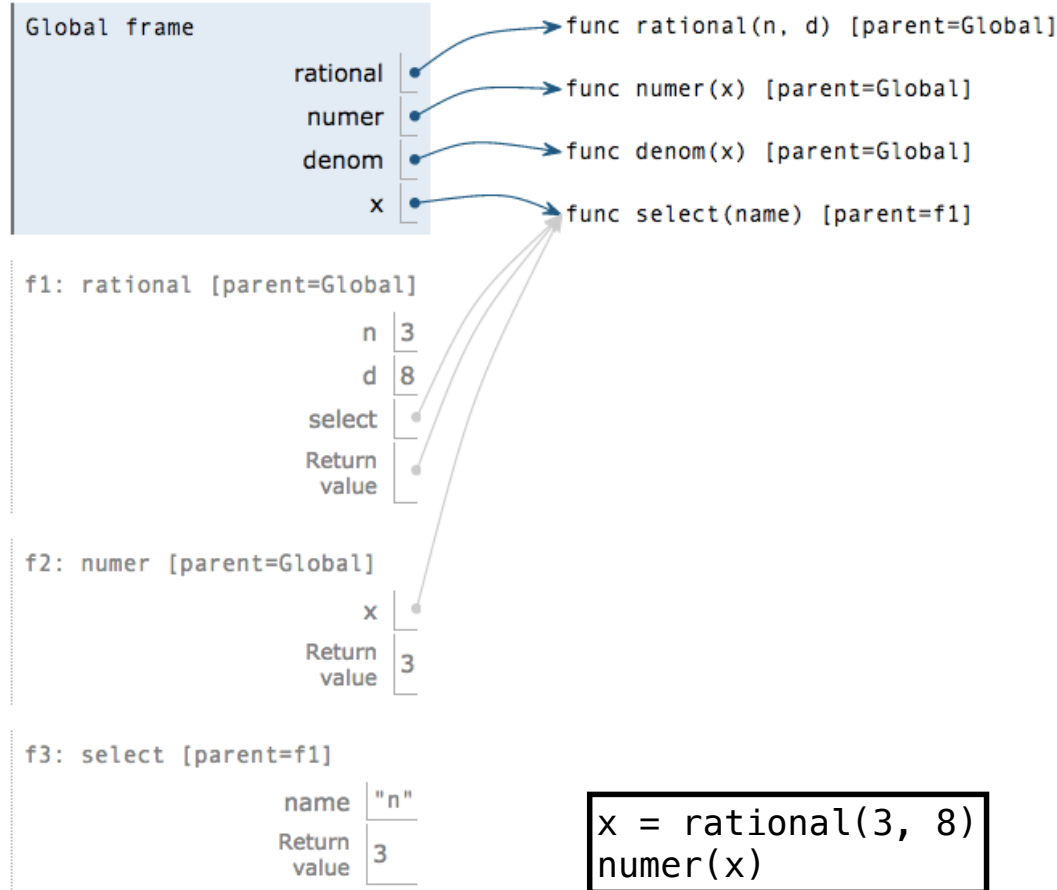 Global frame
rational
numer
denom
x
func rational(n, d) [parent=Global]
func numer(x) [parent=Global]
func denom(x) [parent=Global]
func select(name) [parent=f1]
f1: rational [parent=Global]
n 3
d 8
select
Return
value
f2: numer [parent=Global]
x
Return
value 3
f3: select [parent=f1]
name "n"
Return
value 3
x = rational(3, 8)
numer(x)